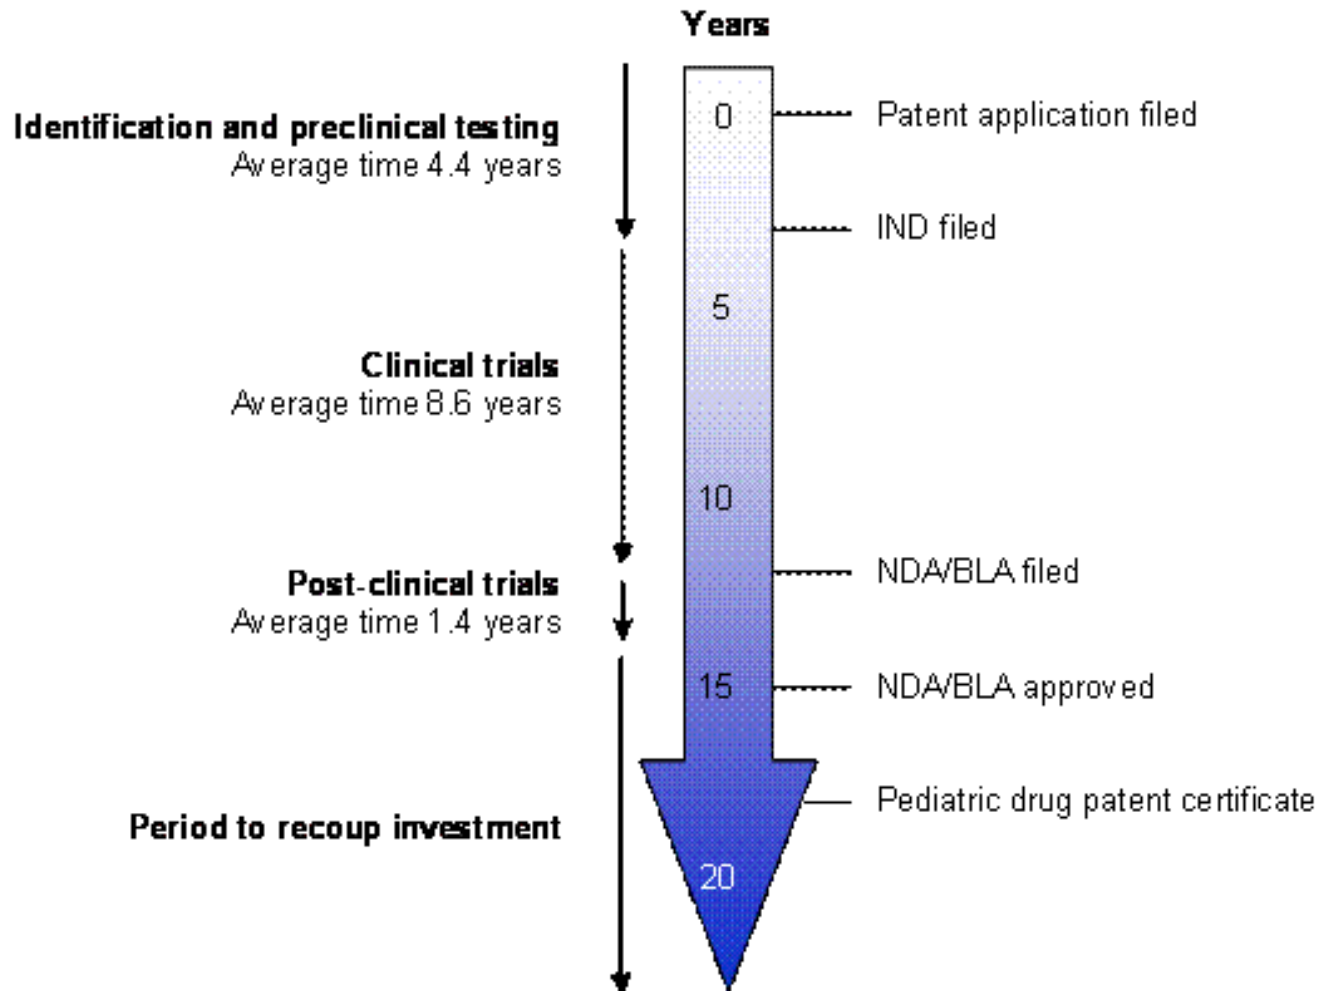 Years
Identification and preclinical testing
Average time 4.4 years
0
Patent application filed
IND filed
5
Clinical trials
Average time 8.6 years
10
Post-clinical trials
Average time 1.4 years
NDA/BLA filed
15
NDA/BLA approved
Period to recoup investment
Pediatric drug patent certificate
20